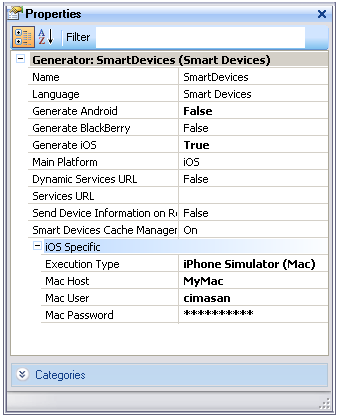 Properties
Filter
Generator: SmartDevices (Smart Devices)
Name SmartDevices
Language Smart Devices
Generate Android False
Generate BlackBerry False
Generate iOS True
Main Platform iOS
Dynamic Services URL False
Services URL
Send Device Information on Re False
Smart Devices Cache Manager On
iOS Specific
Execution Type iPhone Simulator (Mac)
Mac Host MyMac
Mac User cimasan
Mac Password **********
Categories